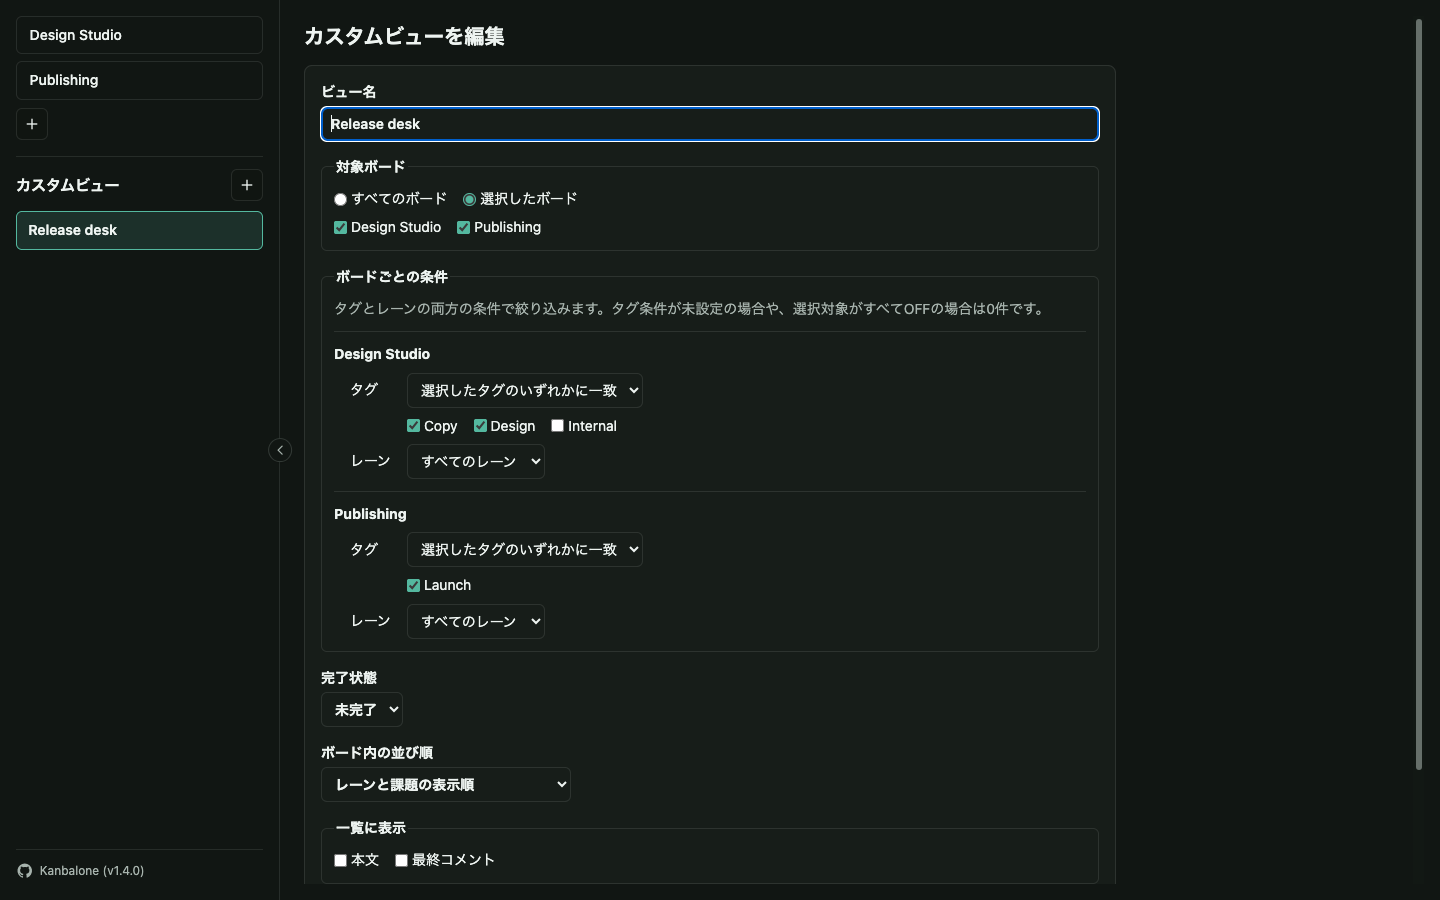 Design Studio
Publishing
カスタムビュー
Release desk
Kanbalone (v1.4.0)
カスタムビューを編集
ビュー名
Release desk
対象ボード
すべてのボード 選択したボード
Design Studio Publishing
ボードごとの条件
タグとレーンの両方の条件で絞り込みます。タグ条件が未設定の場合や、選択対象がすべてOFFの場合は0件です。
Design Studio
タグ 選択したタグのいずれかに一致
Copy Design Internal
レーン すべてのレーン
Publishing
タグ 選択したタグのいずれかに一致
Launch
レーン すべてのレーン
完了状態
未完了
ボード内の並び順
レーンと課題の表示順
一覧に表示
本文 最終コメント